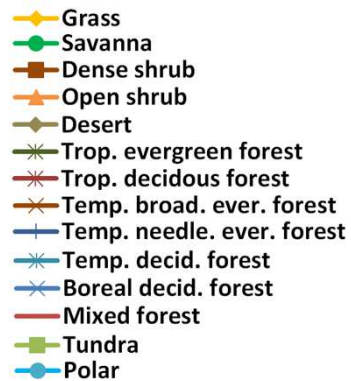 Grass
Savanna
Dense shrub
Open shrub
Desert
Trop. evergreen forest
Trop. decidous forest
Temp. broad. ever. forest
Temp. needle. ever. forest
Temp. decid. forest
Boreal decid. forest
Mixed forest
Tundra
Polar